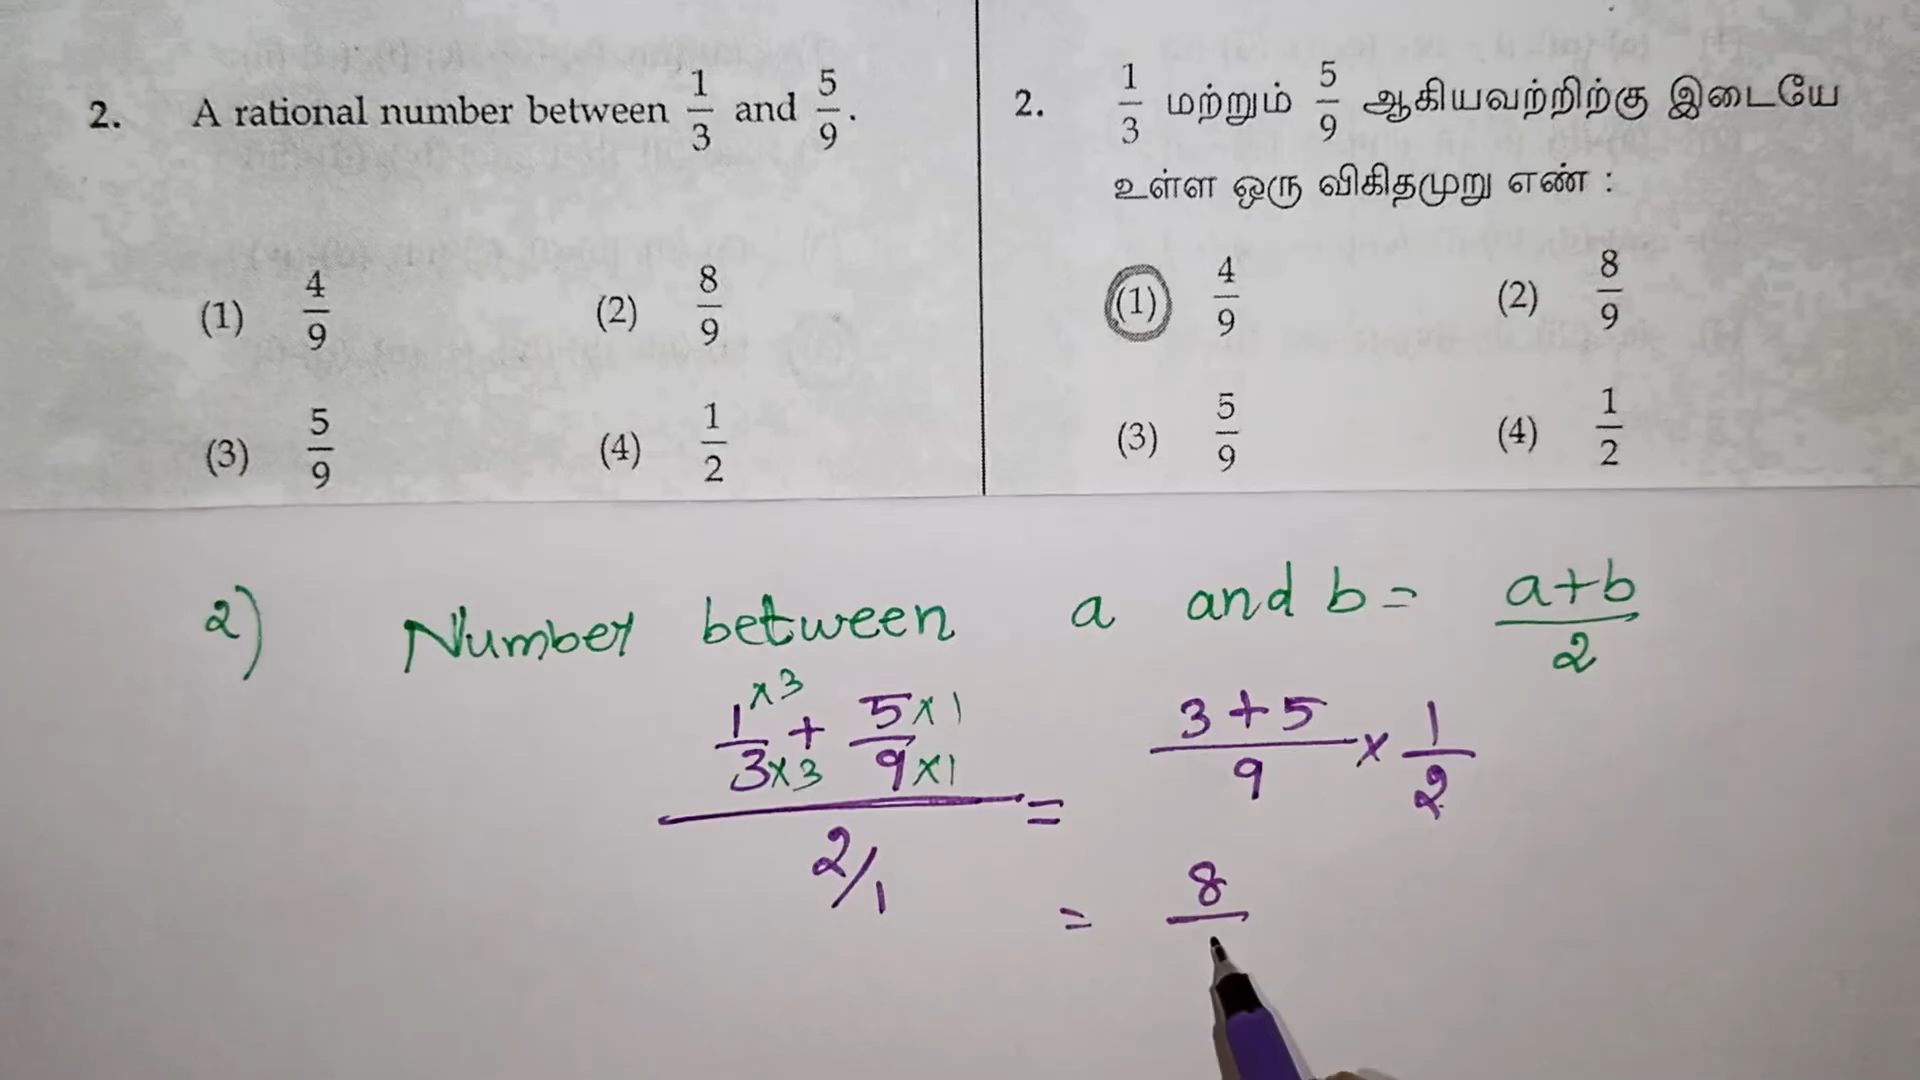 2. A rational number between 1/3 and 5/9.
(1) 4/9 (2) 8/9
(3) 5/9 (4) 1/2
2. 1/3 மற்றும் 5/9 ஆகியவற்றிற்கு இடையே
உள்ள ஒரு விகிதமுறு எண் :
(1) 4/9 (2) 8/9
(3) 5/9 (4) 1/2
2) Number between a and b = a+b/2
1×3/3×3 + 5×1/9×1
2/1
= 3+5/9 × 1/2
= 8